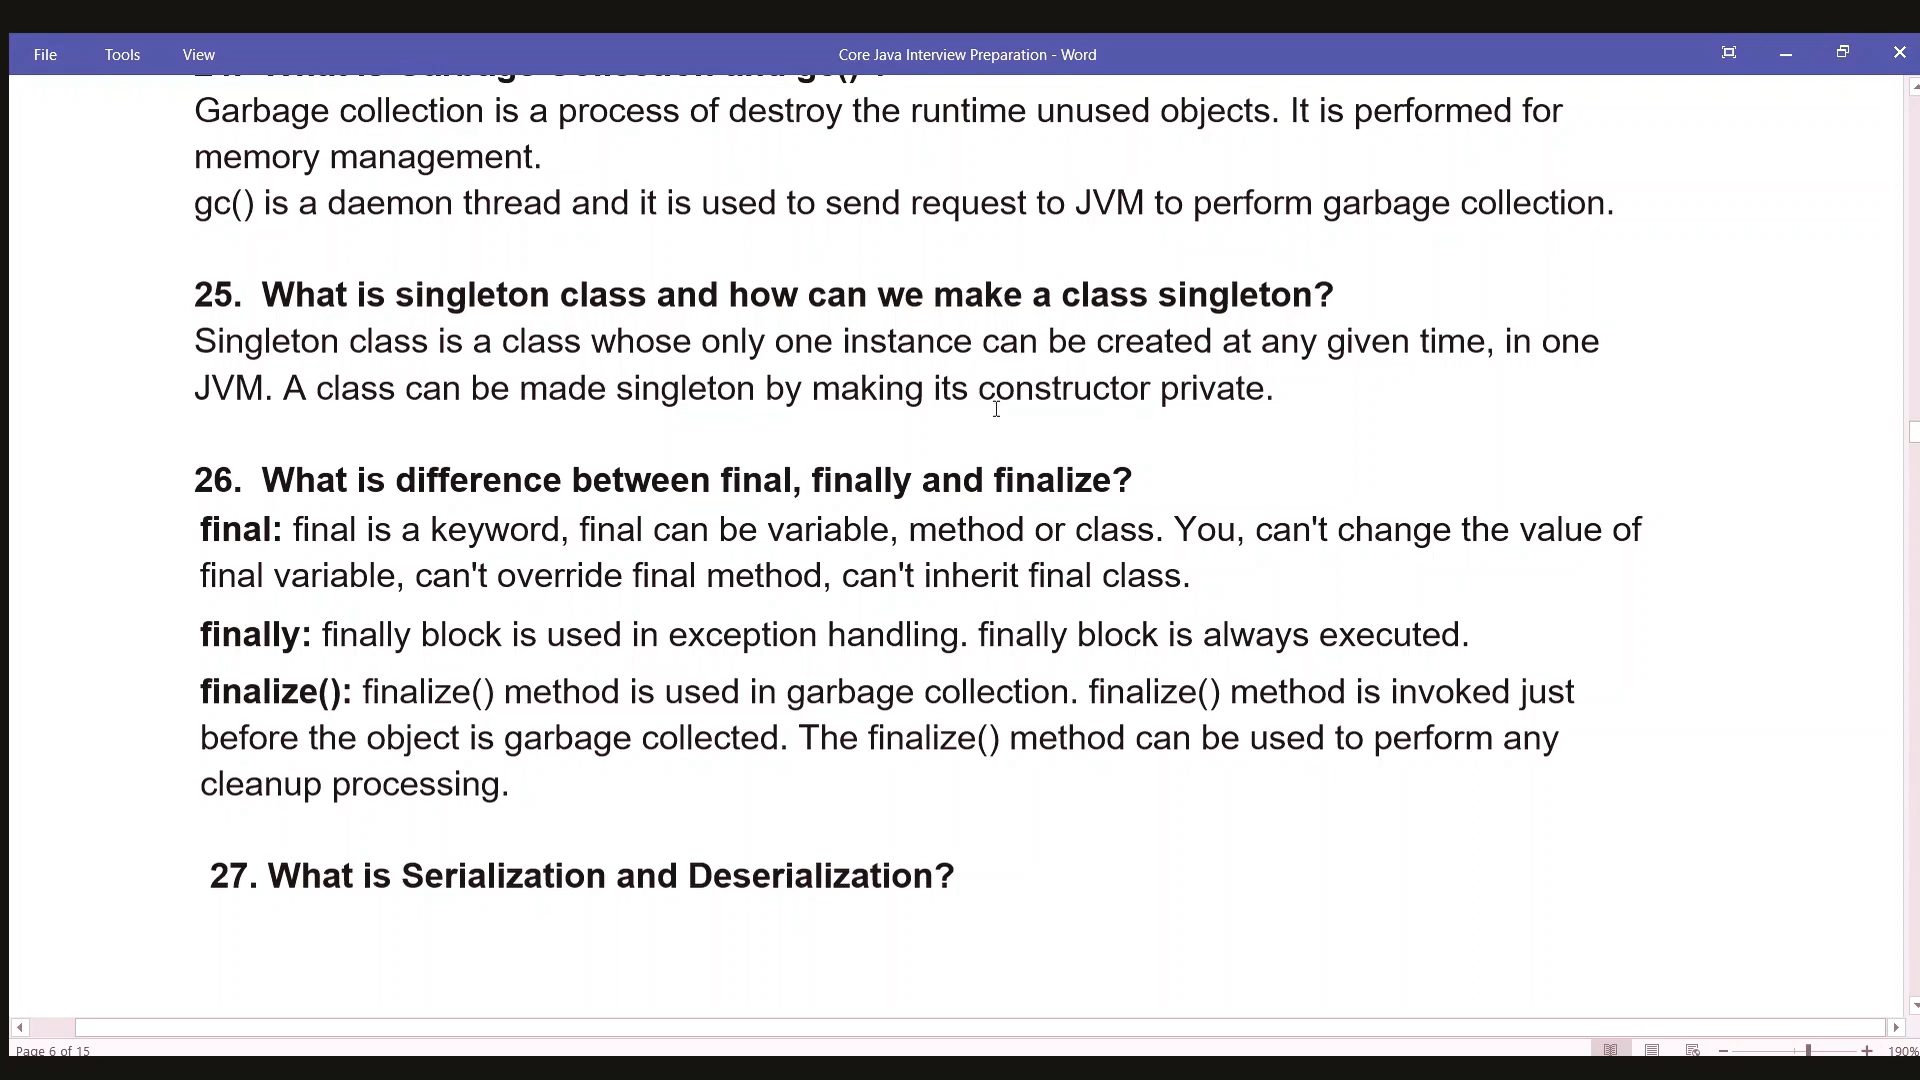 File Tools View Core Java Interview Preparation - Word
Garbage collection is a process of destroy the runtime unused objects. It is performed for
memory management.
gc() is a daemon thread and it is used to send request to JVM to perform garbage collection.
25. What is singleton class and how can we make a class singleton?
Singleton class is a class whose only one instance can be created at any given time, in one
JVM. A class can be made singleton by making its constructor private.
26. What is difference between final, finally and finalize?
final: final is a keyword, final can be variable, method or class. You, can't change the value of
final variable, can't override final method, can't inherit final class.
finally: finally block is used in exception handling. finally block is always executed.
finalize(): finalize() method is used in garbage collection. finalize() method is invoked just
before the object is garbage collected. The finalize() method can be used to perform any
cleanup processing.
27. What is Serialization and Deserialization?
Page 6 of 15 190%